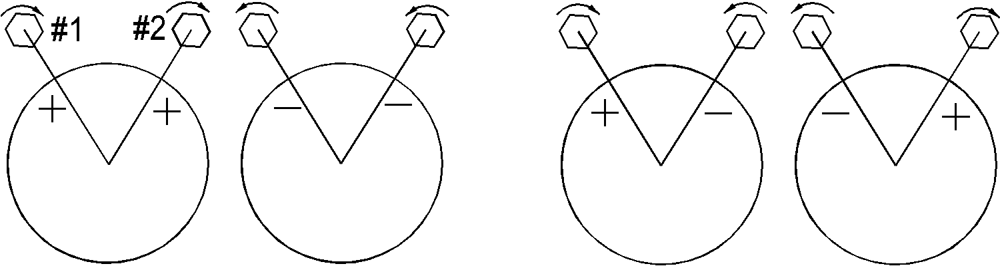 #1 #2
+ + − − + − − +